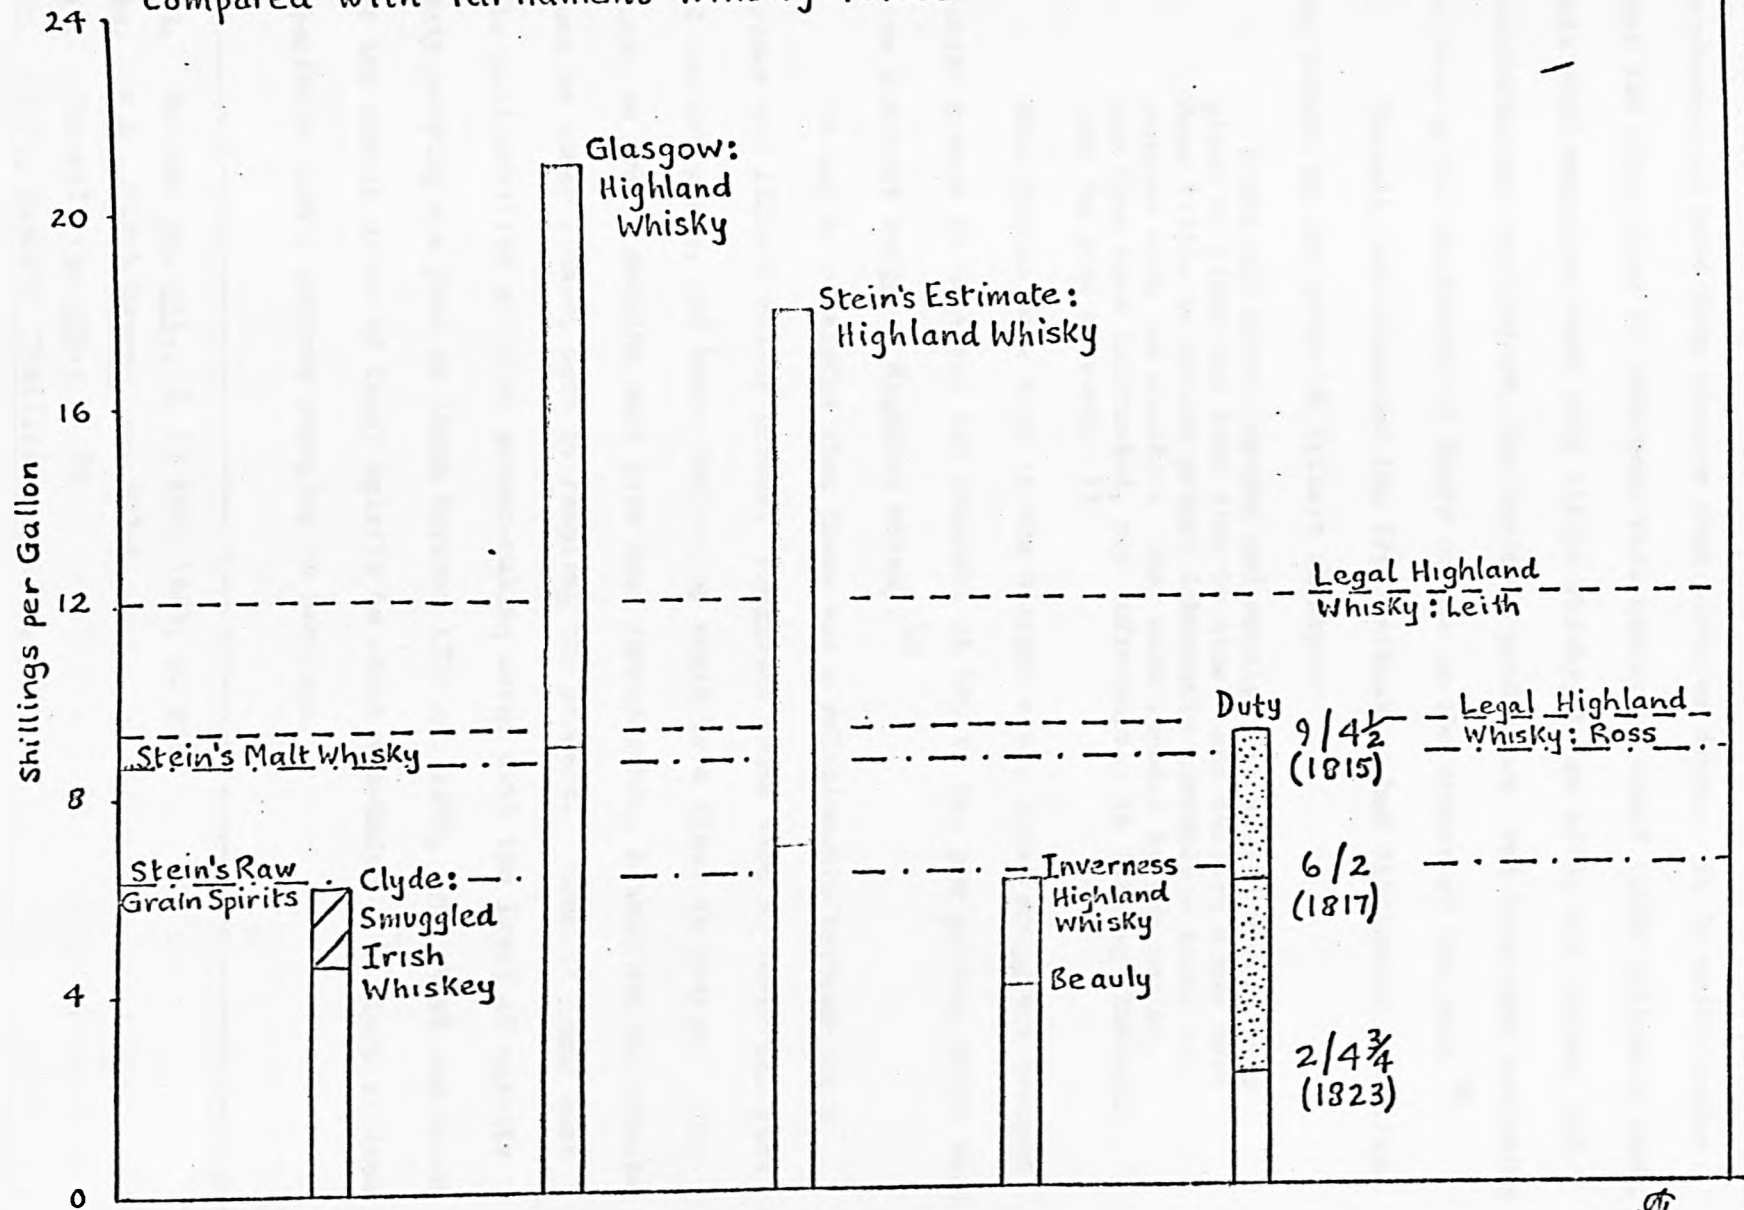 Compared with
24
20
16
12
8
4
0
Shillings per Gallon
Glasgow:
Highland
Whisky
Stein's Estimate:
Highland Whisky
Legal Highland
Whisky: Leith
Duty
Legal Highland
Whisky: Ross
9/4½
(1815)
Stein's Malt Whisky
6/2
(1817)
Stein's Raw
Grain Spirits
Clyde:
Smuggled
Irish
Whiskey
Inverness
Highland
Whisky
Beauly
2/4¾
(1823)